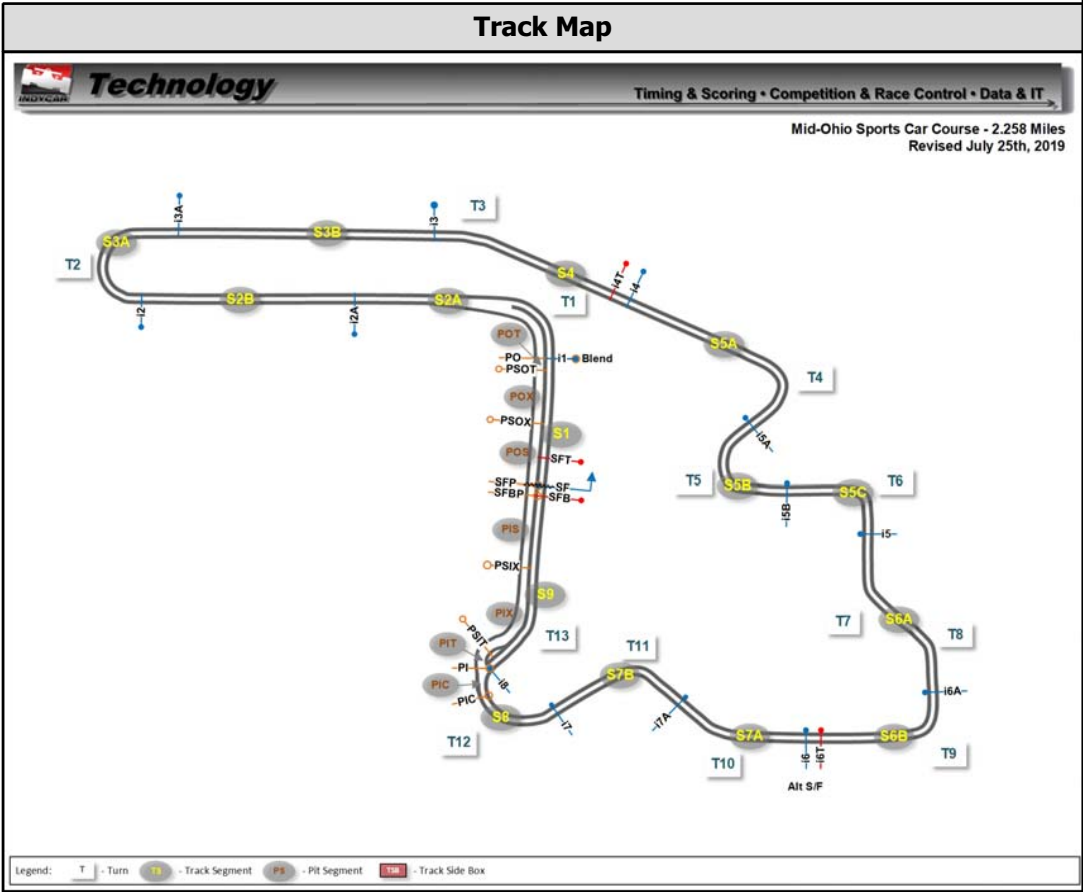 Track Map
INDYCAR Technology
Timing & Scoring • Competition & Race Control • Data & IT
Mid-Ohio Sports Car Course - 2.258 Miles
Revised July 25th, 2019
i3A
i3
T3
S3A
S3B
T2
S4
i4T
i4
T1
i2
S2B
i2A
S2A
POT
PO
i1
Blend
PSOT
S5A
T4
POX
PSOX
S1
i5A
POS
SFT
T5
S5B
S5C
T6
SFP
SF
SFBP
SFB
i5B
PIS
i5
PSIX
S9
PIX
T7
S6A
T8
PSIT
T13
PIT
T11
PI
i8
S7B
PIC
PIC
i6A
S8
i7
i7A
T12
S7A
S6B
T10
i6
i6T
T9
Alt S/F
Legend: T - Turn TS - Track Segment PS - Pit Segment TSB - Track Side Box